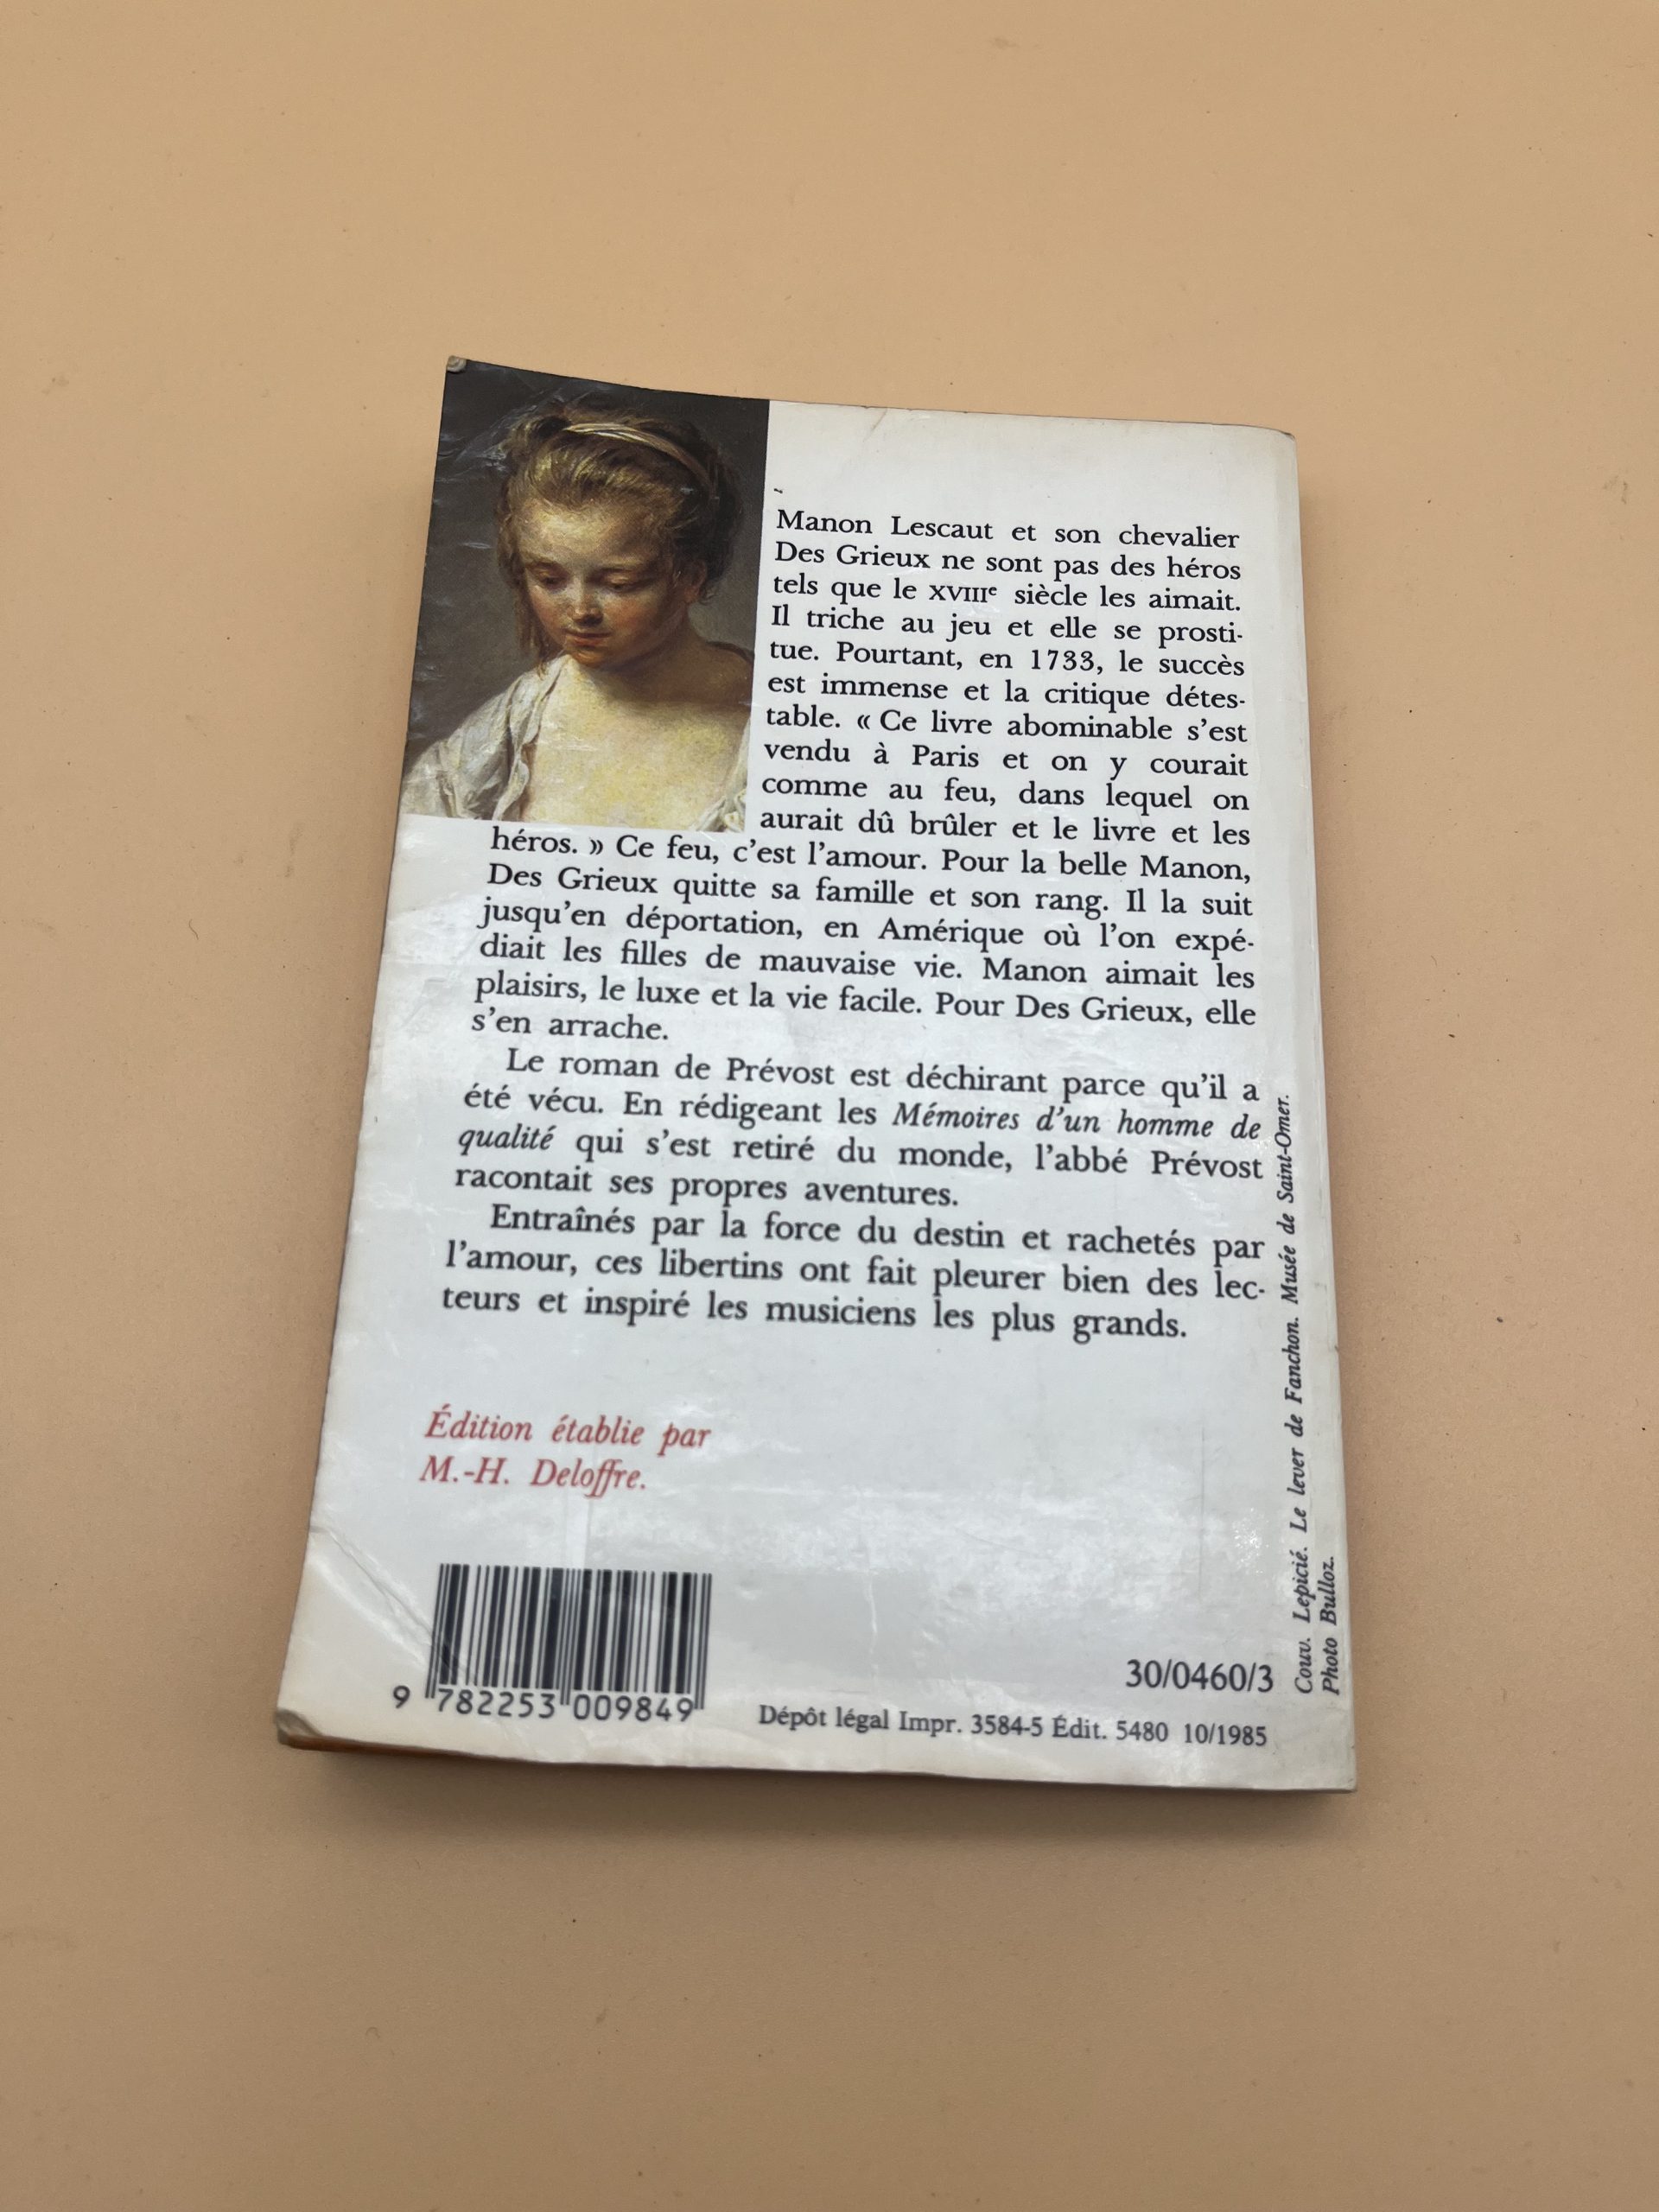 Manon Lescaut et son chevalier
Des Grieux ne sont pas des héros
tels que le XVIIIᵉ siècle les aimait.
Il triche au jeu et elle se prosti-
tue. Pourtant, en 1733, le succès
est immense et la critique détes-
table. « Ce livre abominable s'est
vendu à Paris et on y courait
comme au feu, dans lequel on
aurait dû brûler et le livre et les
héros. » Ce feu, c'est l'amour. Pour la belle Manon,
Des Grieux quitte sa famille et son rang. Il la suit
jusqu'en déportation, en Amérique où l'on expé-
diait les filles de mauvaise vie. Manon aimait les
plaisirs, le luxe et la vie facile. Pour Des Grieux, elle
s'en arrache.
Le roman de Prévost est déchirant parce qu'il a
été vécu. En rédigeant les Mémoires d'un homme de
qualité qui s'est retiré du monde, l'abbé Prévost
racontait ses propres aventures.
Entraînés par la force du destin et rachetés par
l'amour, ces libertins ont fait pleurer bien des lec-
teurs et inspiré les musiciens les plus grands.
Édition établie par
M.-H. Deloffre.
9 782253 009849
30/0460/3
Dépôt légal Impr. 3584-5 Édit. 5480 10/1985
Couv. Lepicié. Le lever de Fanchon. Musée de Saint-Omer.
Photo Bulloz.